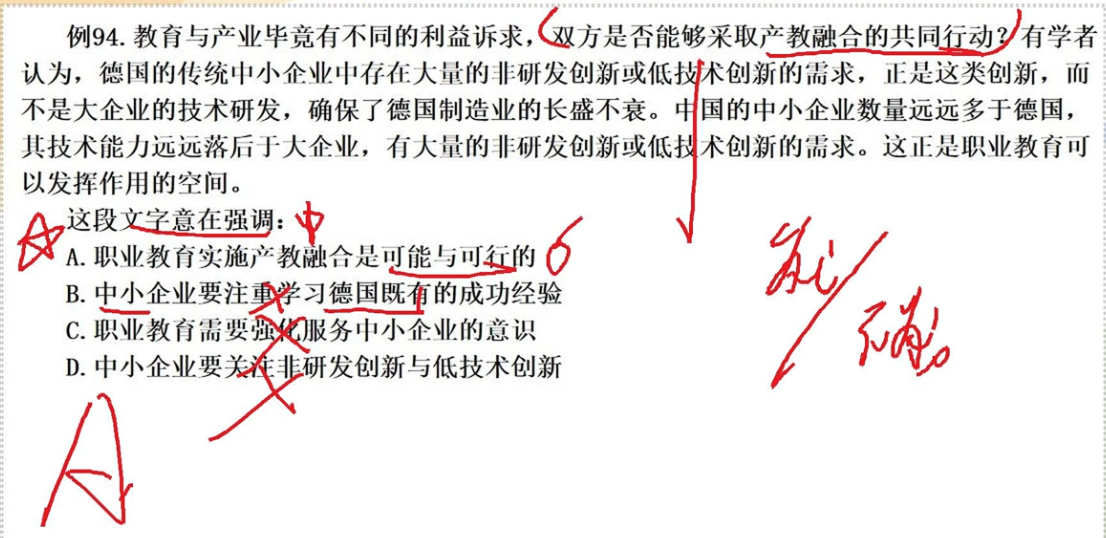 例94. 教育与产业毕竟有不同的利益诉求，双方是否能够采取产教融合的共同行动？有学者
认为，德国的传统中小企业中存在大量的非研发创新或低技术创新的需求，正是这类创新，而
不是大企业的技术研发，确保了德国制造业的长盛不衰。中国的中小企业数量远远多于德国，
其技术能力远远落后于大企业，有大量的非研发创新或低技术创新的需求。这正是职业教育可
以发挥作用的空间。
这段文字意在强调：中
A. 职业教育实施产教融合是可能与可行的
B. 中小企业要注重学习德国既有的成功经验
C. 职业教育需要强化服务中小企业的意识
D. 中小企业要关注非研发创新与低技术创新
能
不能。
A